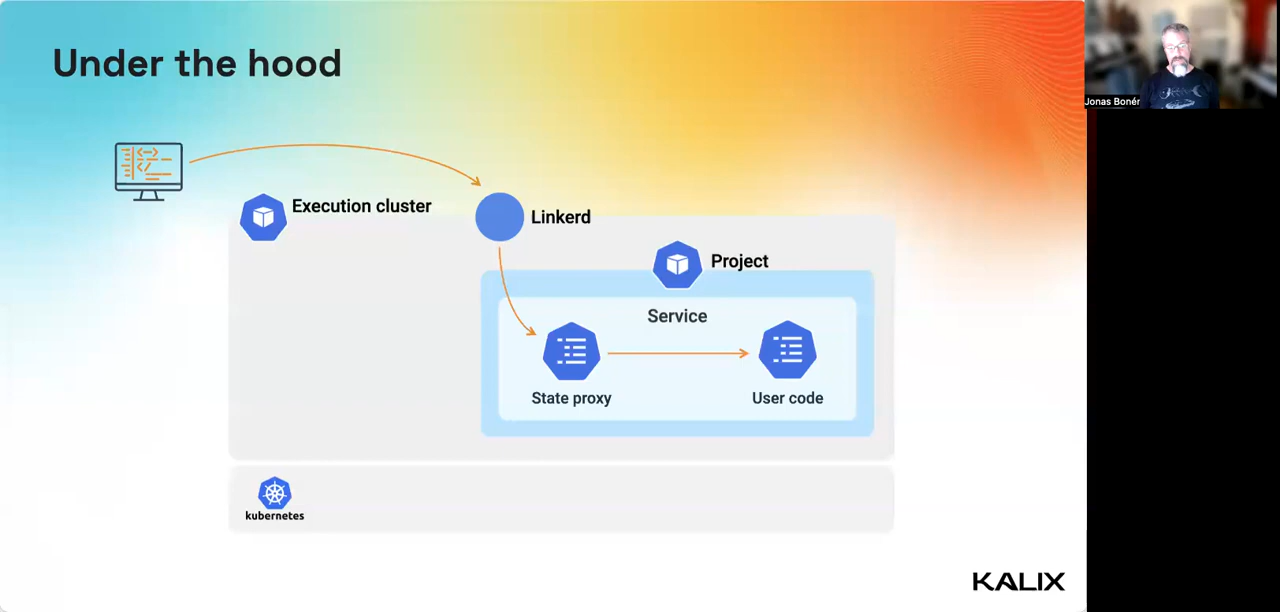 Under the hood
Jonas Bonér
Execution cluster
Linkerd
Project
Service
State proxy
User code
kubernetes
KALIX